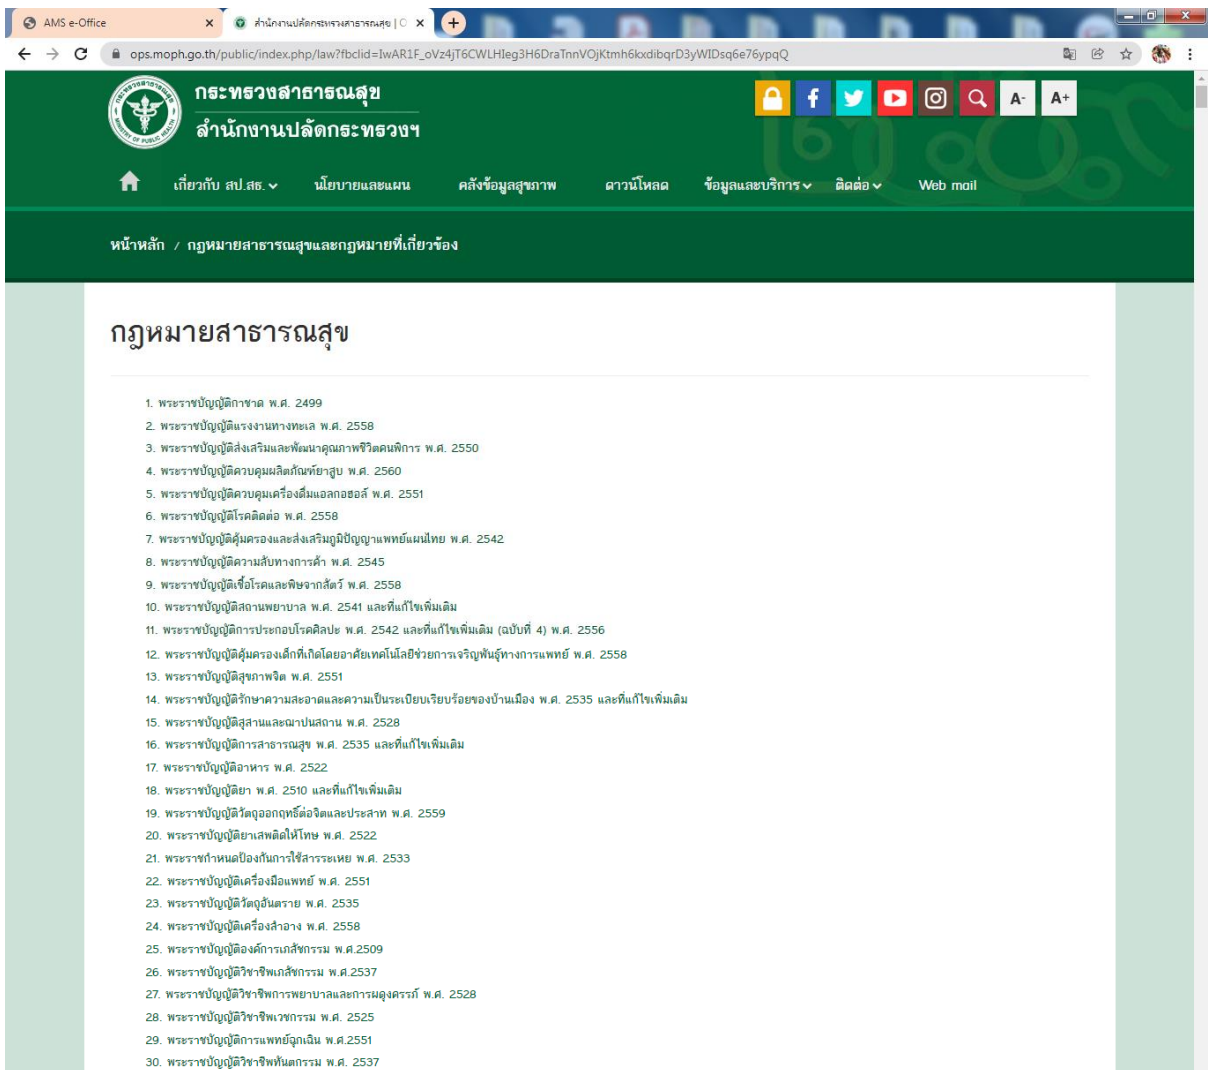 AMS e-Office
สำนักงานปลัดกระทรวงสาธารณสุข | O
ops.moph.go.th/public/index.php/law?fbclid=IwAR1F_oVz4jT6CWLHIeg3H6DraTnnVOjKtmh6kxdibqrD3yWIDsq6e76ypqQ
กระทรวงสาธารณสุข
สำนักงานปลัดกระทรวงฯ
A- A+
เกี่ยวกับ สป.สธ. นโยบายและแผน คลังข้อมูลสุขภาพ ดาวน์โหลด ข้อมูลและบริการ ติดต่อ Web mail
หน้าหลัก / กฎหมายสาธารณสุขและกฎหมายที่เกี่ยวข้อง
กฎหมายสาธารณสุข
1. พระราชบัญญัติกาชาด พ.ศ. 2499
2. พระราชบัญญัติแรงงานทางทะเล พ.ศ. 2558
3. พระราชบัญญัติส่งเสริมและพัฒนาคุณภาพชีวิตคนพิการ พ.ศ. 2550
4. พระราชบัญญัติควบคุมผลิตภัณฑ์ยาสูบ พ.ศ. 2560
5. พระราชบัญญัติควบคุมเครื่องดื่มแอลกอฮอล์ พ.ศ. 2551
6. พระราชบัญญัติโรคติดต่อ พ.ศ. 2558
7. พระราชบัญญัติคุ้มครองและส่งเสริมภูมิปัญญาแพทย์แผนไทย พ.ศ. 2542
8. พระราชบัญญัติความลับทางการค้า พ.ศ. 2545
9. พระราชบัญญัติเชื้อโรคและพิษจากสัตว์ พ.ศ. 2558
10. พระราชบัญญัติสถานพยาบาล พ.ศ. 2541 และที่แก้ไขเพิ่มเติม
11. พระราชบัญญัติการประกอบโรคศิลปะ พ.ศ. 2542 และที่แก้ไขเพิ่มเติม (ฉบับที่ 4) พ.ศ. 2556
12. พระราชบัญญัติคุ้มครองเด็กที่เกิดโดยอาศัยเทคโนโลยีช่วยการเจริญพันธุ์ทางการแพทย์ พ.ศ. 2558
13. พระราชบัญญัติสุขภาพจิต พ.ศ. 2551
14. พระราชบัญญัติรักษาความสะอาดและความเป็นระเบียบเรียบร้อยของบ้านเมือง พ.ศ. 2535 และที่แก้ไขเพิ่มเติม
15. พระราชบัญญัติสุสานและฌาปนสถาน พ.ศ. 2528
16. พระราชบัญญัติการสาธารณสุข พ.ศ. 2535 และที่แก้ไขเพิ่มเติม
17. พระราชบัญญัติอาหาร พ.ศ. 2522
18. พระราชบัญญัติยา พ.ศ. 2510 และที่แก้ไขเพิ่มเติม
19. พระราชบัญญัติวัตถุออกฤทธิ์ต่อจิตและประสาท พ.ศ. 2559
20. พระราชบัญญัติยาเสพติดให้โทษ พ.ศ. 2522
21. พระราชกำหนดป้องกันการใช้สารระเหย พ.ศ. 2533
22. พระราชบัญญัติเครื่องมือแพทย์ พ.ศ. 2551
23. พระราชบัญญัติวัตถุอันตราย พ.ศ. 2535
24. พระราชบัญญัติเครื่องสำอาง พ.ศ. 2558
25. พระราชบัญญัติองค์การเภสัชกรรม พ.ศ.2509
26. พระราชบัญญัติวิชาชีพเภสัชกรรม พ.ศ.2537
27. พระราชบัญญัติวิชาชีพการพยาบาลและการผดุงครรภ์ พ.ศ. 2528
28. พระราชบัญญัติวิชาชีพเวชกรรม พ.ศ. 2525
29. พระราชบัญญัติการแพทย์ฉุกเฉิน พ.ศ.2551
30. พระราชบัญญัติวิชาชีพทันตกรรม พ.ศ. 2537